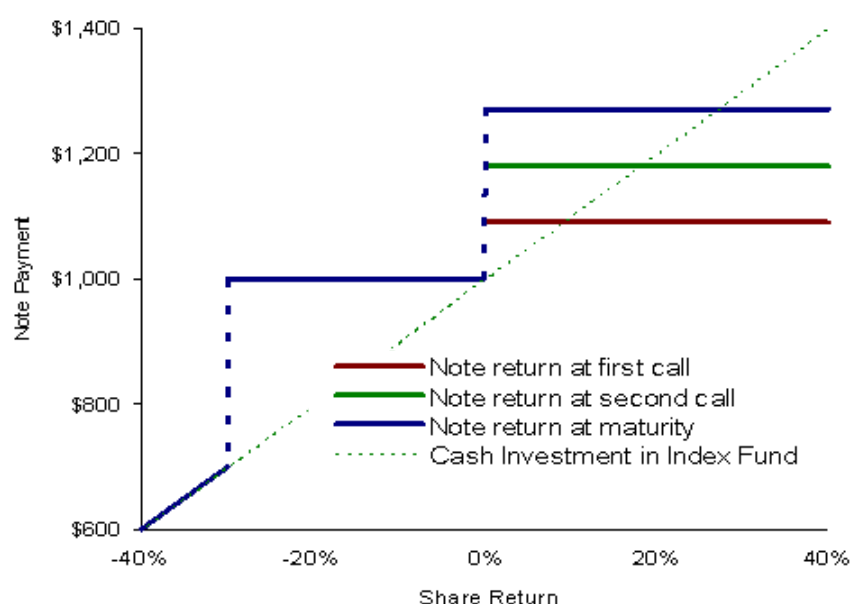 $1,400
$1,200
$1,000
$800
$600
Note Payment
Note return at first call
Note return at second call
Note return at maturity
Cash Investment in Index Fund
-40%
-20%
0%
20%
40%
Share Return